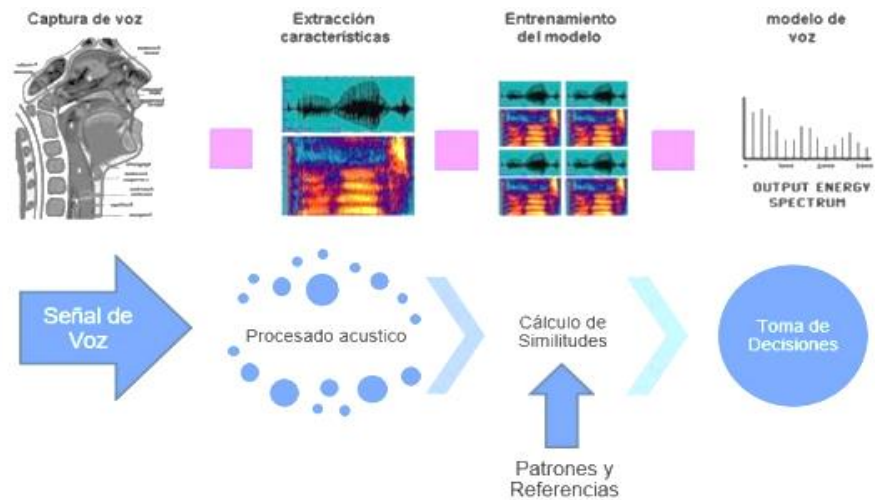 Captura de voz
Extracción
características
Entrenamiento
del modelo
modelo de
voz
OUTPUT ENERGY
SPECTRUM
Señal de
Voz
Procesado acustico
Cálculo de
Similitudes
Toma de
Decisiones
Patrones y
Referencias